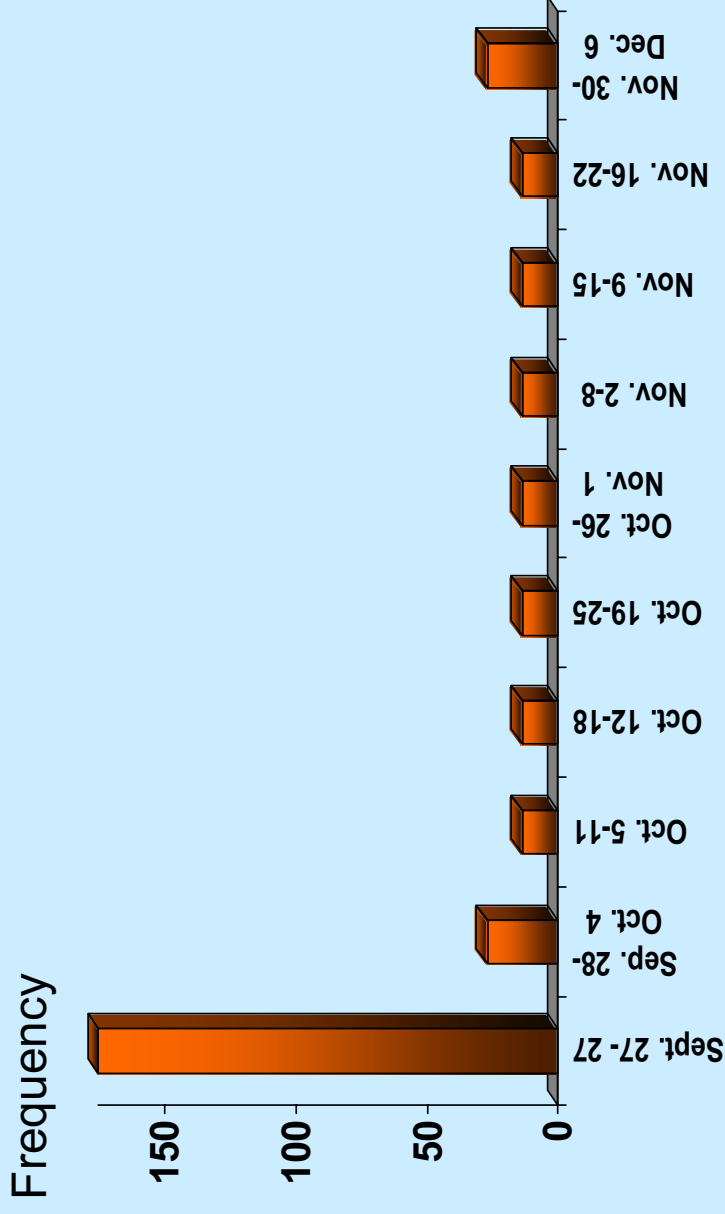 Frequency
150
100
50
0
Sept. 27 - 27
Sep. 28-
Oct. 4
Oct. 5-11
Oct. 12-18
Oct. 19-25
Oct. 26-
Nov. 1
Nov. 2-8
Nov. 9-15
Nov. 16-22
Nov. 30-
Dec. 6